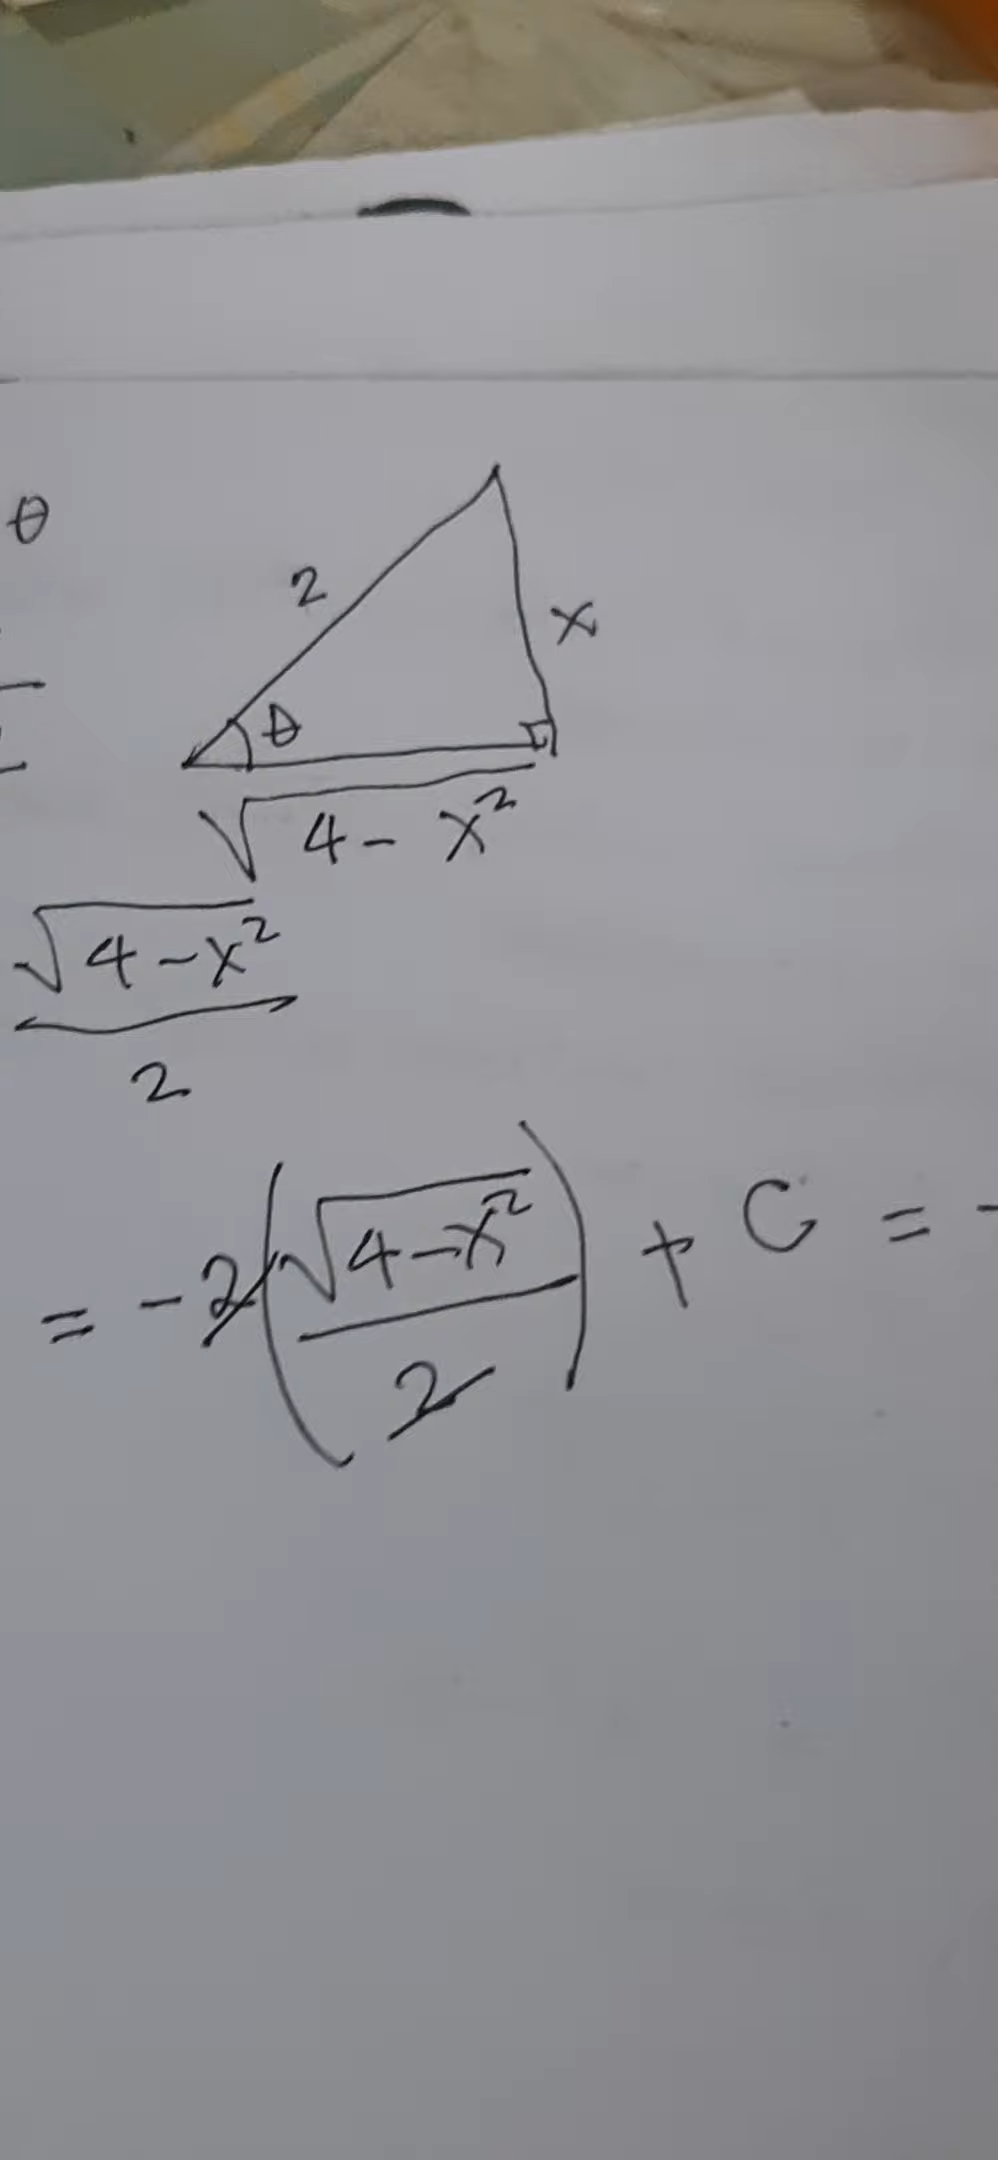 θ
2
x
θ
√(4 - x²)
√(4 - x²) / 2
= -2(√(4 - x²) / 2) + C = -